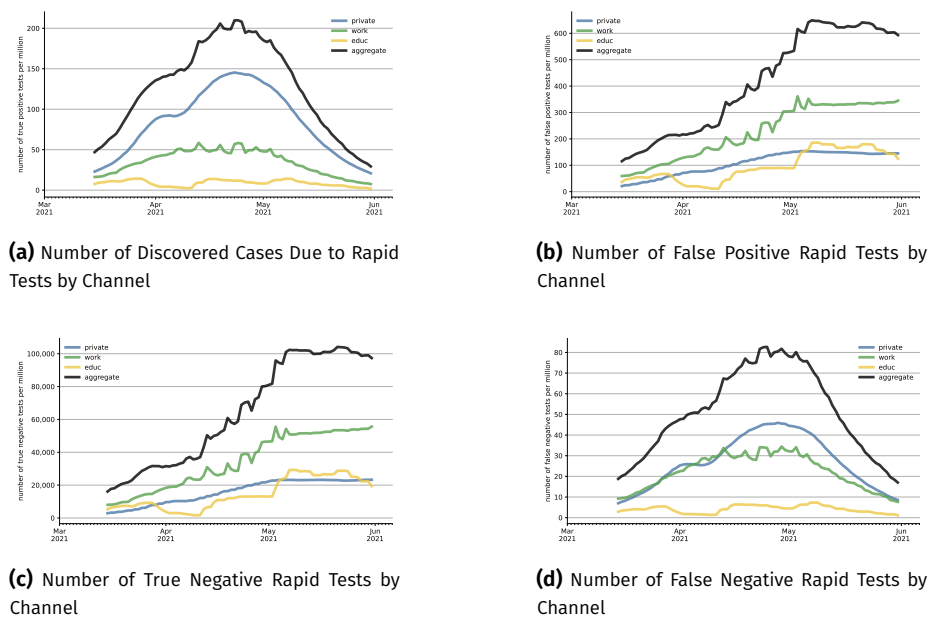 number of true positive tests per million
200
150
100
50
0
private
work
educ
aggregate
Mar
2021
Apr
2021
May
2021
Jun
2021
(a) Number of Discovered Cases Due to Rapid
Tests by Channel
number of false positive tests per million
600
500
400
300
200
100
0
private
work
educ
aggregate
Mar
2021
Apr
2021
May
2021
Jun
2021
(b) Number of False Positive Rapid Tests by
Channel
number of true negative tests per million
100,000
80,000
60,000
40,000
20,000
0
private
work
educ
aggregate
Mar
2021
Apr
2021
May
2021
Jun
2021
(c) Number of True Negative Rapid Tests by
Channel
number of false negative tests per million
80
70
60
50
40
30
20
10
0
private
work
educ
aggregate
Mar
2021
Apr
2021
May
2021
Jun
2021
(d) Number of False Negative Rapid Tests by
Channel